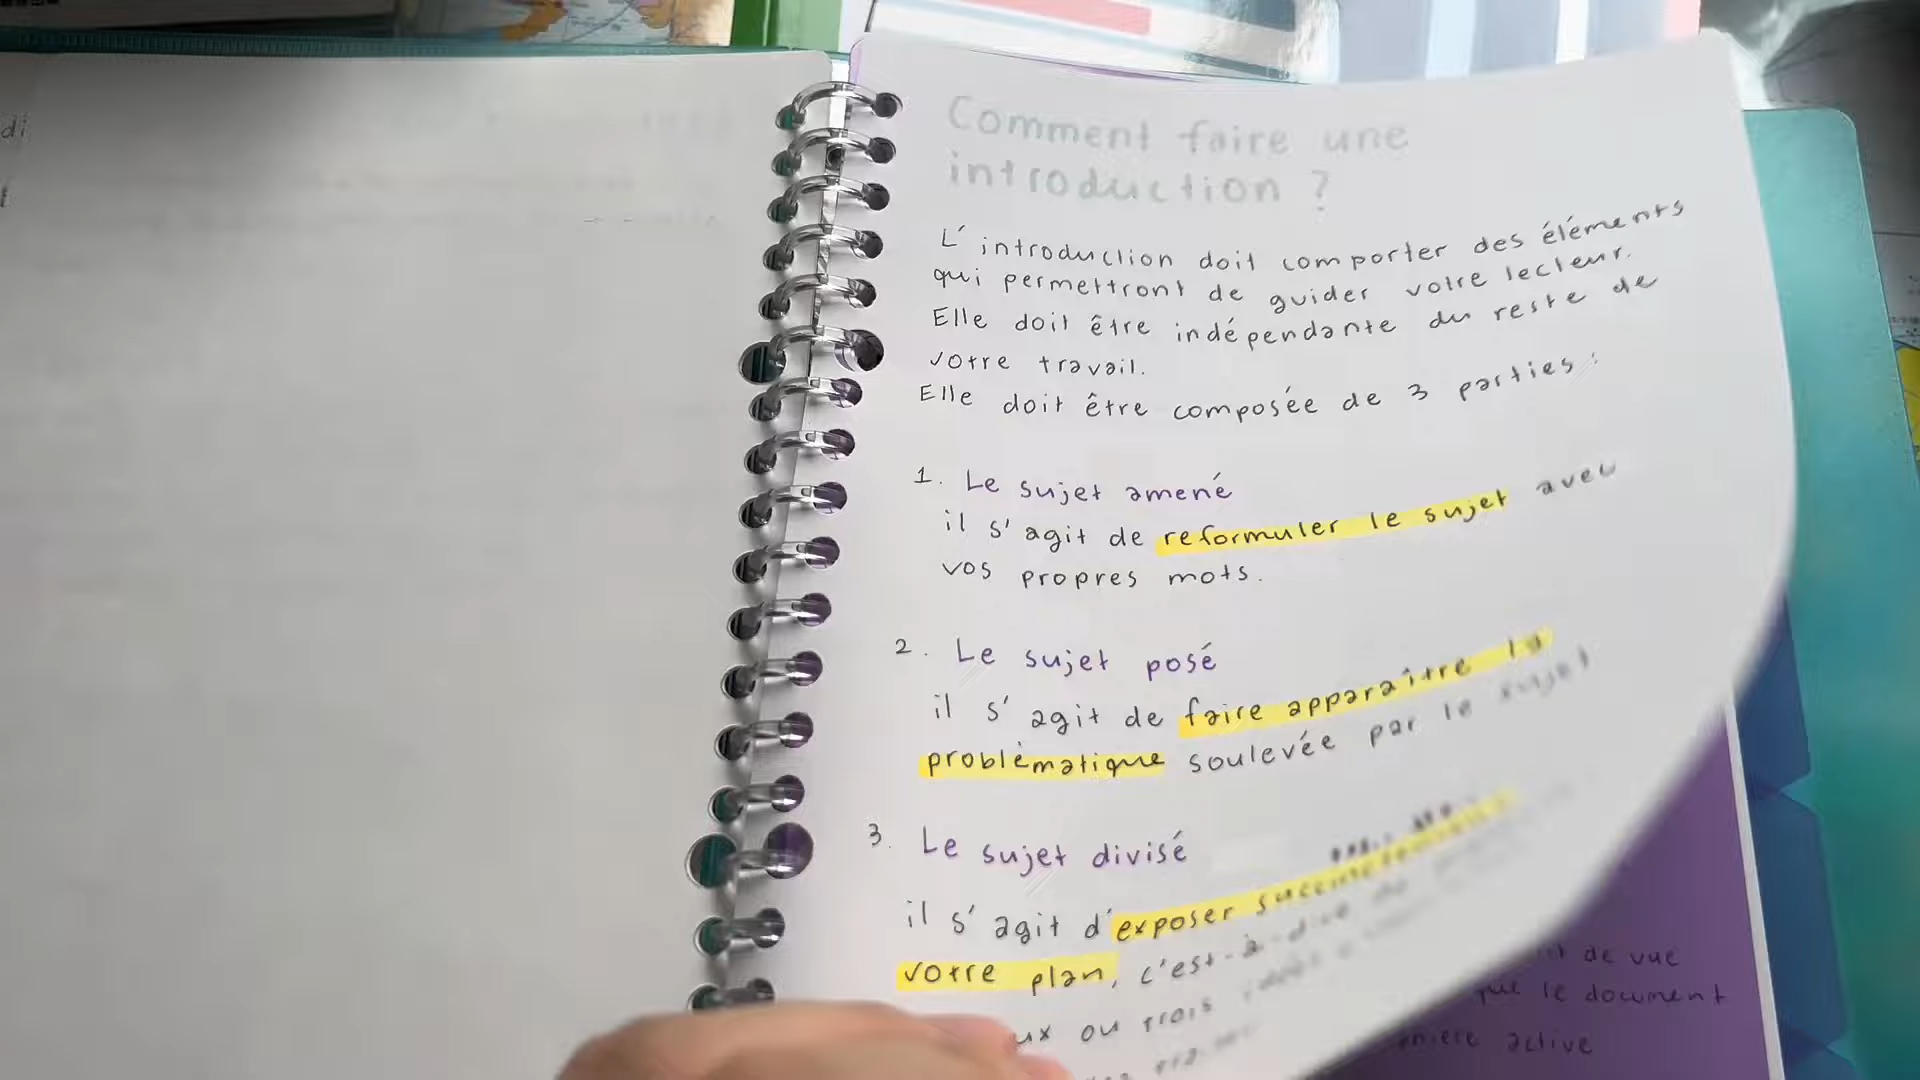 di
Comment faire une
introduction ?
L'introduction doit comporter des éléments
qui permettront de guider votre lecteur.
Elle doit être indépendante du reste de
votre travail.
Elle doit être composée de 3 parties :
1. Le sujet amené
il s'agit de reformuler le sujet avec
vos propres mots.
2. Le sujet posé
il s'agit de faire apparaître la
problématique soulevée par le sujet
3. Le sujet divisé
il s'agit d'exposer succinctement
votre plan, c'est-à-dire
ou trois
de vue
que le document
active